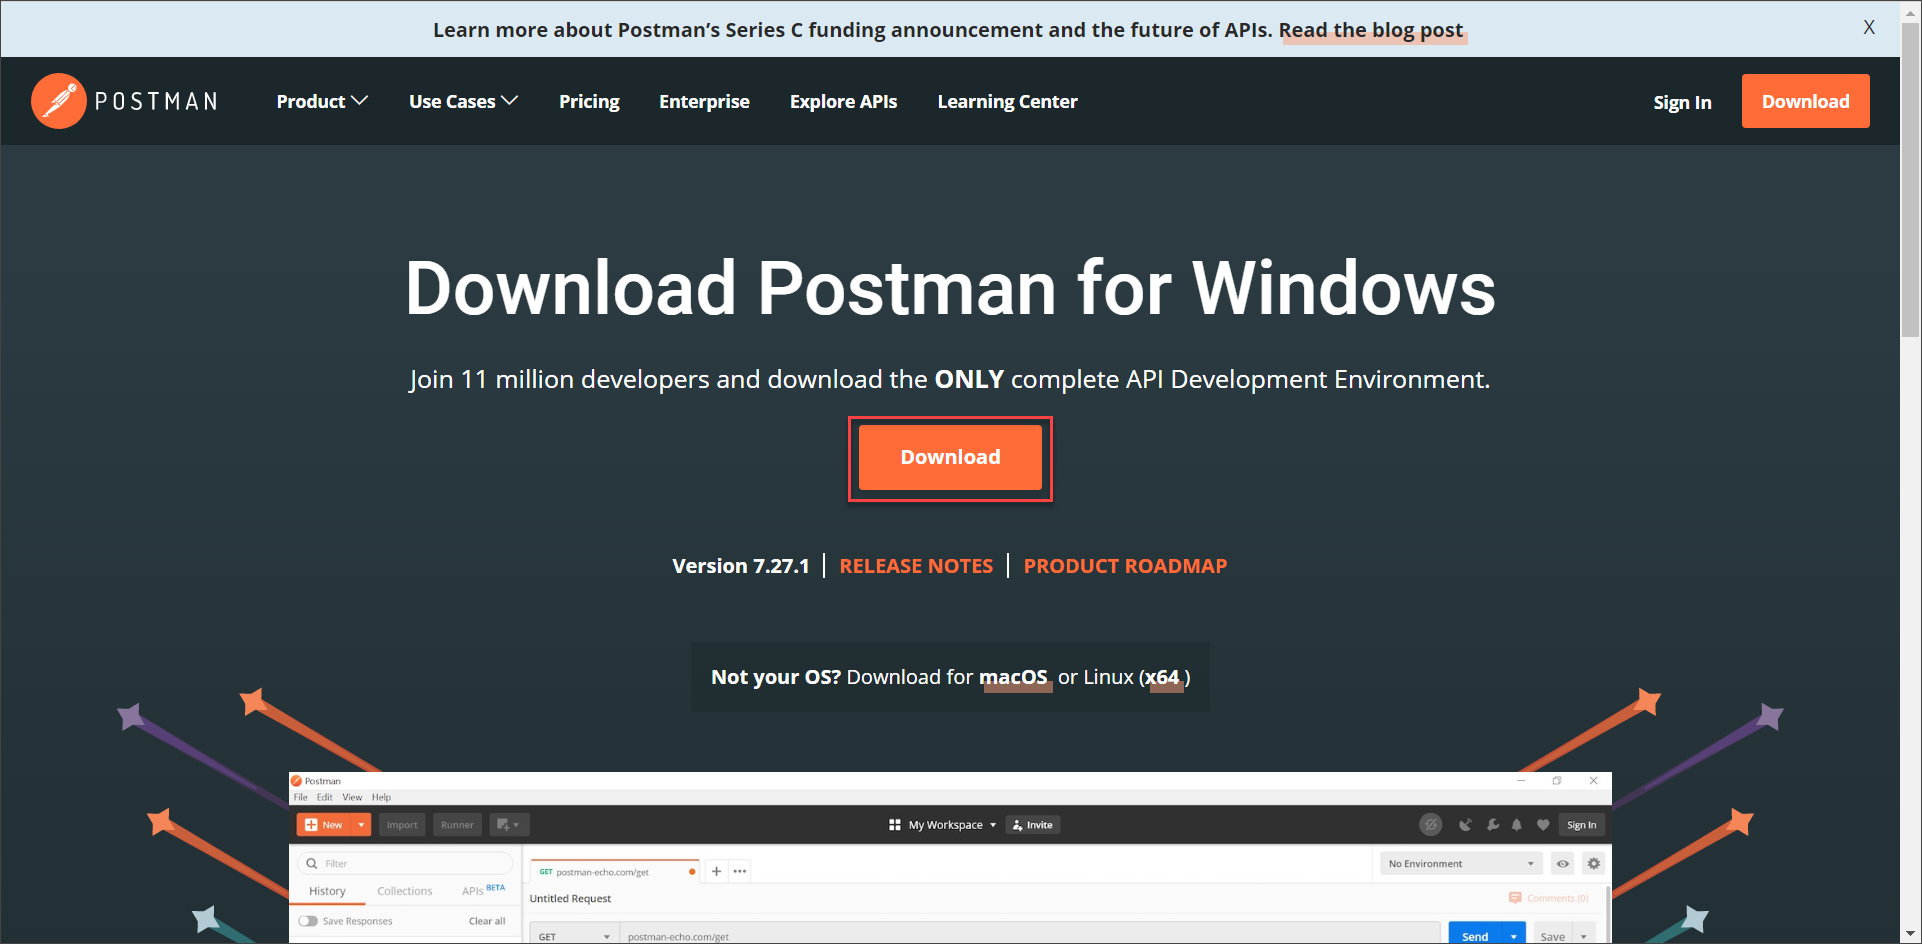 Learn more about Postman’s Series C funding announcement and the future of APIs. Read the blog post X
POSTMAN Product Use Cases Pricing Enterprise Explore APIs Learning Center Sign In Download
Download Postman for Windows
Join 11 million developers and download the ONLY complete API Development Environment.
Download
Version 7.27.1 | RELEASE NOTES | PRODUCT ROADMAP
Not your OS? Download for macOS or Linux (x64 )
Postman
File Edit View Help
New Import Runner My Workspace Invite Sign In
Filter
GET postman-echo.com/get + ••• No Environment
History Collections APIs BETA
Untitled Request Comments (0)
Save Responses Clear all
GET postman-echo.com/get Send Save